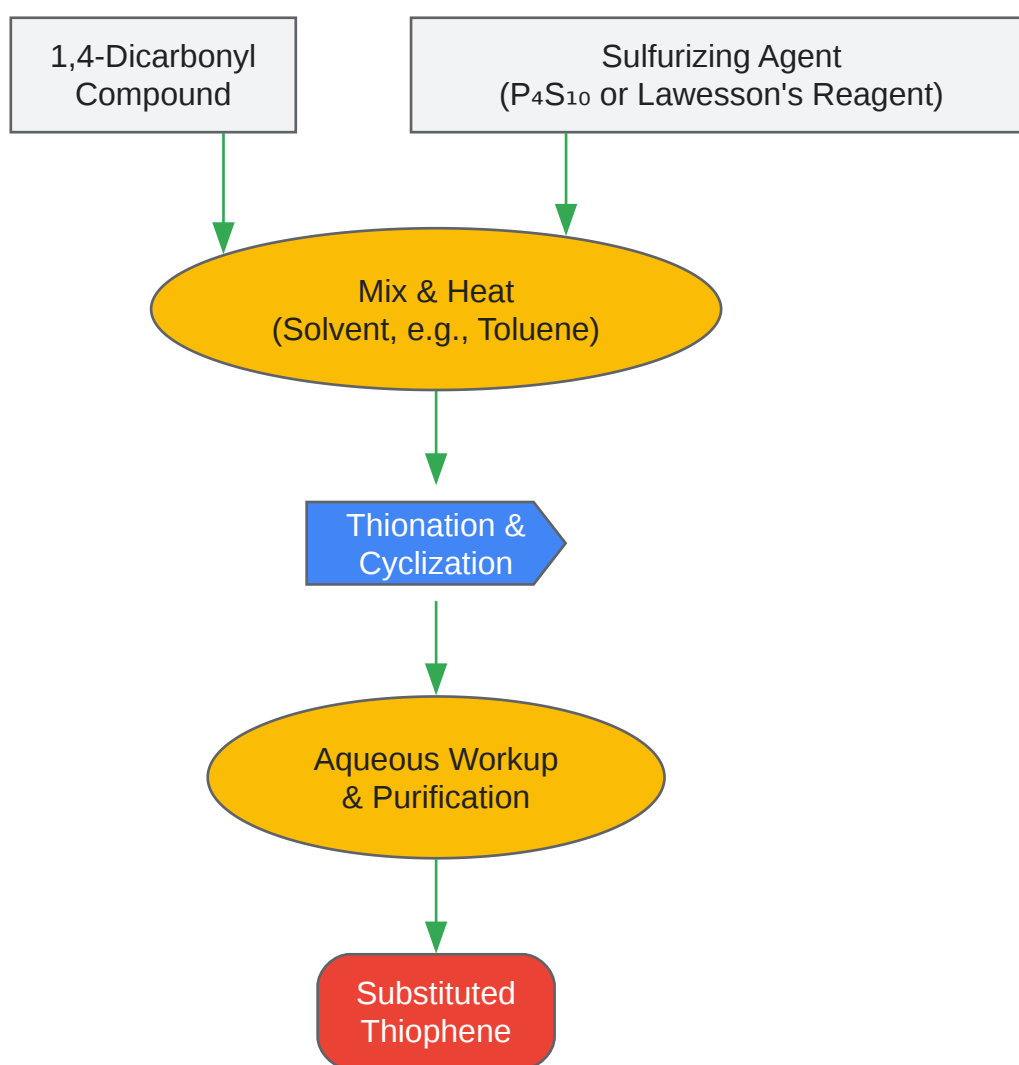 1,4-Dicarbonyl
Compound
Sulfurizing Agent
(P₄S₁₀ or Lawesson's Reagent)
Mix & Heat
(Solvent, e.g., Toluene)
Thionation &
Cyclization
Aqueous Workup
& Purification
Substituted
Thiophene